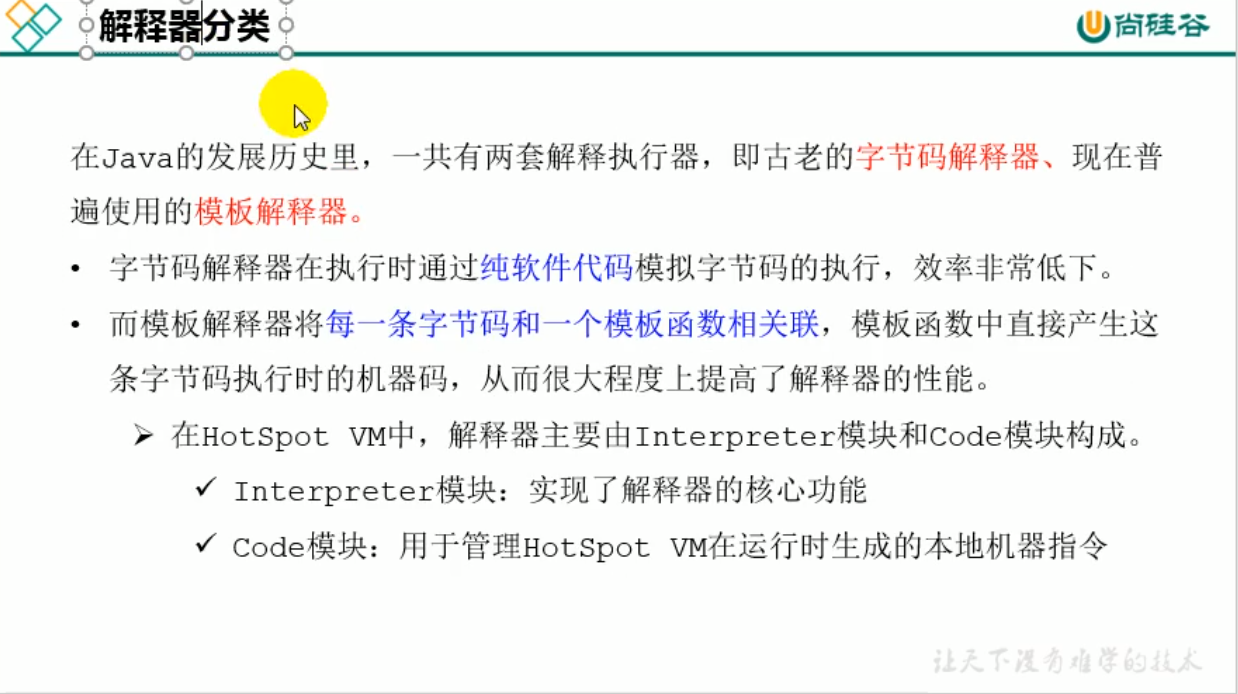 解释器分类
尚硅谷
在Java的发展历史里，一共有两套解释执行器，即古老的字节码解释器、现在普
遍使用的模板解释器。
• 字节码解释器在执行时通过纯软件代码模拟字节码的执行，效率非常低下。
• 而模板解释器将每一条字节码和一个模板函数相关联，模板函数中直接产生这
条字节码执行时的机器码，从而很大程度上提高了解释器的性能。
➢ 在HotSpot VM中，解释器主要由Interpreter模块和Code模块构成。
✓ Interpreter模块：实现了解释器的核心功能
✓ Code模块：用于管理HotSpot VM在运行时生成的本地机器指令
让天下没有难学的技术